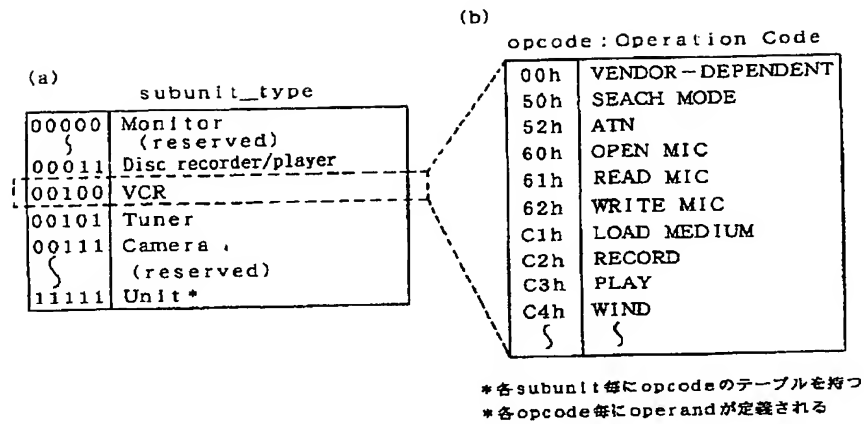 (a)
subunit_type
00000 Monitor
(reserved)
00011 Disc recorder/player
00100 VCR
00101 Tuner
00111 Camera
(reserved)
11111 Unit*
(b)
opcode:Operation Code
00h VENDOR-DEPENDENT
50h SEACH MODE
52h ATN
60h OPEN MIC
61h READ MIC
62h WRITE MIC
C1h LOAD MEDIUM
C2h RECORD
C3h PLAY
C4h WIND
*各subunit毎にopcodeのテーブルを持つ
*各opcode毎にoperandが定義される